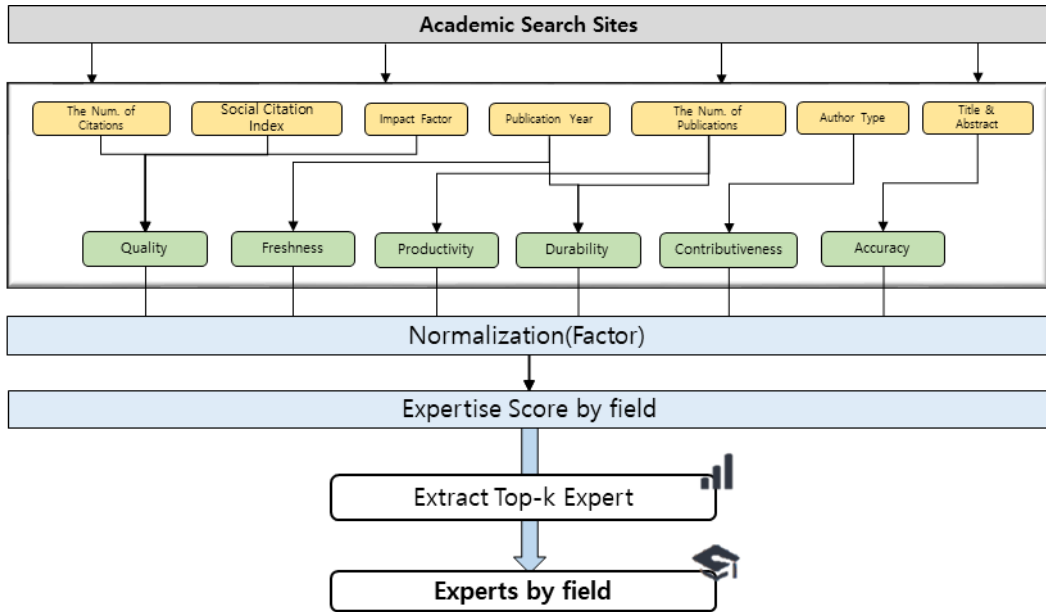 Academic Search Sites
The Num. of
Citations
Social Citation
Index
Impact Factor
Publication Year
The Num. of
Publications
Author Type
Title &
Abstract
Quality
Freshness
Productivity
Durability
Contributiveness
Accuracy
Normalization(Factor)
Expertise Score by field
Extract Top-k Expert
Experts by field